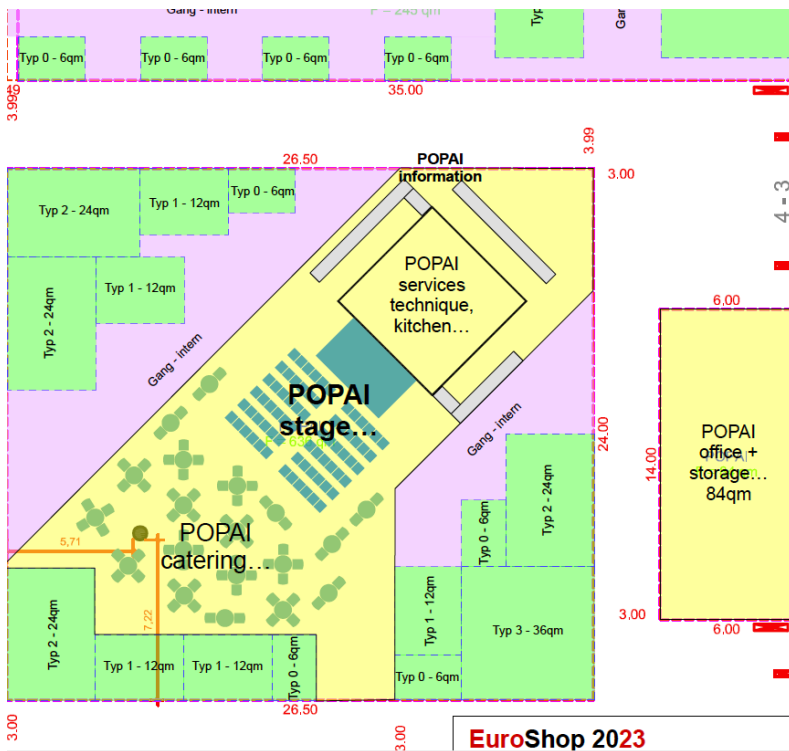 Gang - intern
F = 245 qm
Typ 0 - 6qm
Typ 0 - 6qm
Typ 0 - 6qm
Typ 0 - 6qm
3.99
35.00
26.50
3.99
POPAI
information
3.00
4 - 3
Typ 2 - 24qm
Typ 1 - 12qm
Typ 0 - 6qm
Typ 2 - 24qm
Typ 1 - 12qm
Gang - intern
POPAI
services
technique,
kitchen…
6,00
POPAI
stage…
Gang - intern
24.00
14.00
POPAI
office +
storage…
84qm
Typ 2 - 24qm
Typ 0 - 6qm
5,71
POPAI
catering…
7,22
Typ 2 - 24qm
Typ 1 - 12qm
Typ 1 - 12qm
Typ 0 - 6qm
Typ 1 - 12qm
Typ 3 - 36qm
Typ 0 - 6qm
3.00
6.00
3.00
26.50
3.00
EuroShop 2023